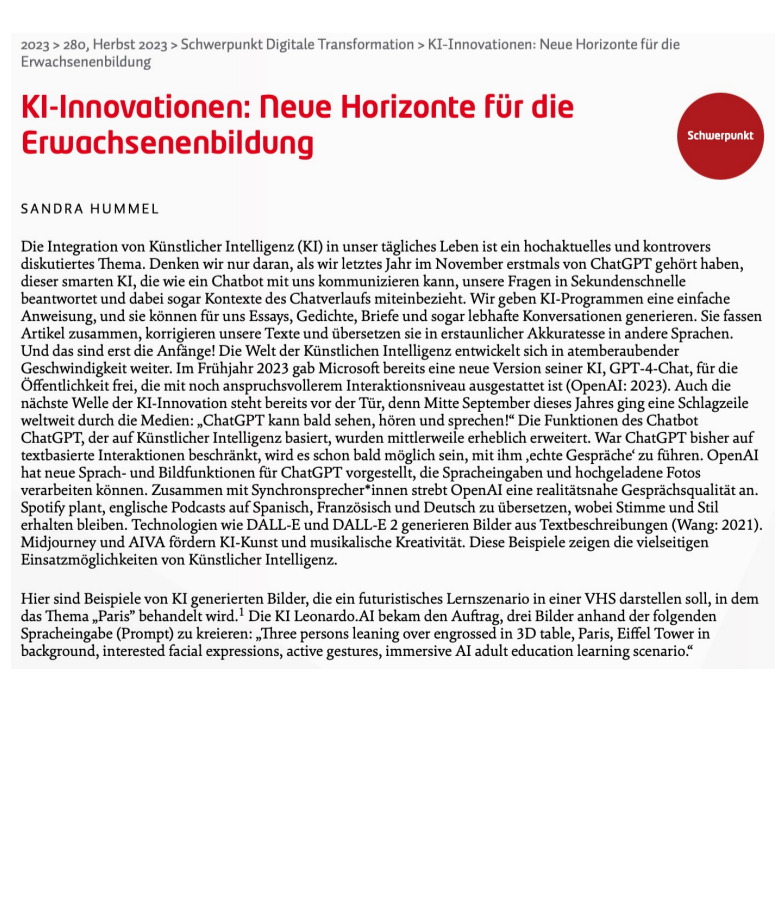 2023 > 280, Herbst 2023 > Schwerpunkt Digitale Transformation > KI-Innovationen: Neue Horizonte für die
Erwachsenenbildung
KI-Innovationen: Neue Horizonte für die
Erwachsenenbildung
Schwerpunkt
SANDRA HUMMEL
Die Integration von Künstlicher Intelligenz (KI) in unser tägliches Leben ist ein hochaktuelles und kontrovers
diskutiertes Thema. Denken wir nur daran, als wir letztes Jahr im November erstmals von ChatGPT gehört haben,
dieser smarten KI, die wie ein Chatbot mit uns kommunizieren kann, unsere Fragen in Sekundenschnelle
beantwortet und dabei sogar Kontexte des Chatverlaufs miteinbezieht. Wir geben KI-Programmen eine einfache
Anweisung, und sie können für uns Essays, Gedichte, Briefe und sogar lebhafte Konversationen generieren. Sie fassen
Artikel zusammen, korrigieren unsere Texte und übersetzen sie in erstaunlicher Akkuratesse in andere Sprachen.
Und das sind erst die Anfänge! Die Welt der Künstlichen Intelligenz entwickelt sich in atemberaubender
Geschwindigkeit weiter. Im Frühjahr 2023 gab Microsoft bereits eine neue Version seiner KI, GPT-4-Chat, für die
Öffentlichkeit frei, die mit noch anspruchsvollerem Interaktionsniveau ausgestattet ist (OpenAI: 2023). Auch die
nächste Welle der KI-Innovation steht bereits vor der Tür, denn Mitte September dieses Jahres ging eine Schlagzeile
weltweit durch die Medien: „ChatGPT kann bald sehen, hören und sprechen!“ Die Funktionen des Chatbot
ChatGPT, der auf Künstlicher Intelligenz basiert, wurden mittlerweile erheblich erweitert. War ChatGPT bisher auf
textbasierte Interaktionen beschränkt, wird es schon bald möglich sein, mit ihm ‚echte Gespräche‘ zu führen. OpenAI
hat neue Sprach- und Bildfunktionen für ChatGPT vorgestellt, die Spracheingaben und hochgeladene Fotos
verarbeiten können. Zusammen mit Synchronsprecher*innen strebt OpenAI eine realitätsnahe Gesprächsqualität an.
Spotify plant, englische Podcasts auf Spanisch, Französisch und Deutsch zu übersetzen, wobei Stimme und Stil
erhalten bleiben. Technologien wie DALL-E und DALL-E 2 generieren Bilder aus Textbeschreibungen (Wang: 2021).
Midjourney und AIVA fördern KI-Kunst und musikalische Kreativität. Diese Beispiele zeigen die vielseitigen
Einsatzmöglichkeiten von Künstlicher Intelligenz.
Hier sind Beispiele von KI generierten Bilder, die ein futuristisches Lernszenario in einer VHS darstellen soll, in dem
das Thema „Paris” behandelt wird.¹ Die KI Leonardo.AI bekam den Auftrag, drei Bilder anhand der folgenden
Spracheingabe (Prompt) zu kreieren: „Three persons leaning over engrossed in 3D table, Paris, Eiffel Tower in
background, interested facial expressions, active gestures, immersive AI adult education learning scenario.“